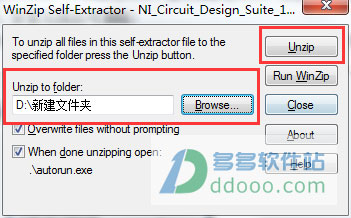 WinZip Self-Extractor - NI_Circuit_Design_Suite_1...
To unzip all files in this self-extractor file to the
specified folder press the Unzip button.
Unzip
Run WinZip
Unzip to folder:
D:\新建文件夹
Browse...
Close
Overwrite files without prompting
About
When done unzipping open:
.\autorun.exe
Help
多多软件站
ddooo.com